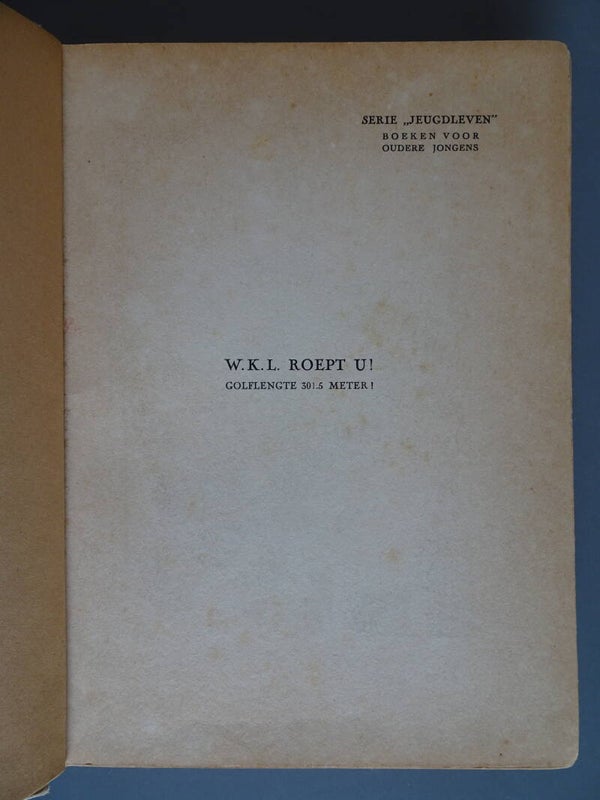 SERIE „JEUGDLEVEN”
BOEKEN VOOR
OUDERE JONGENS
W.K.L. ROEPT U!
GOLFLENGTE 301.5 METER!